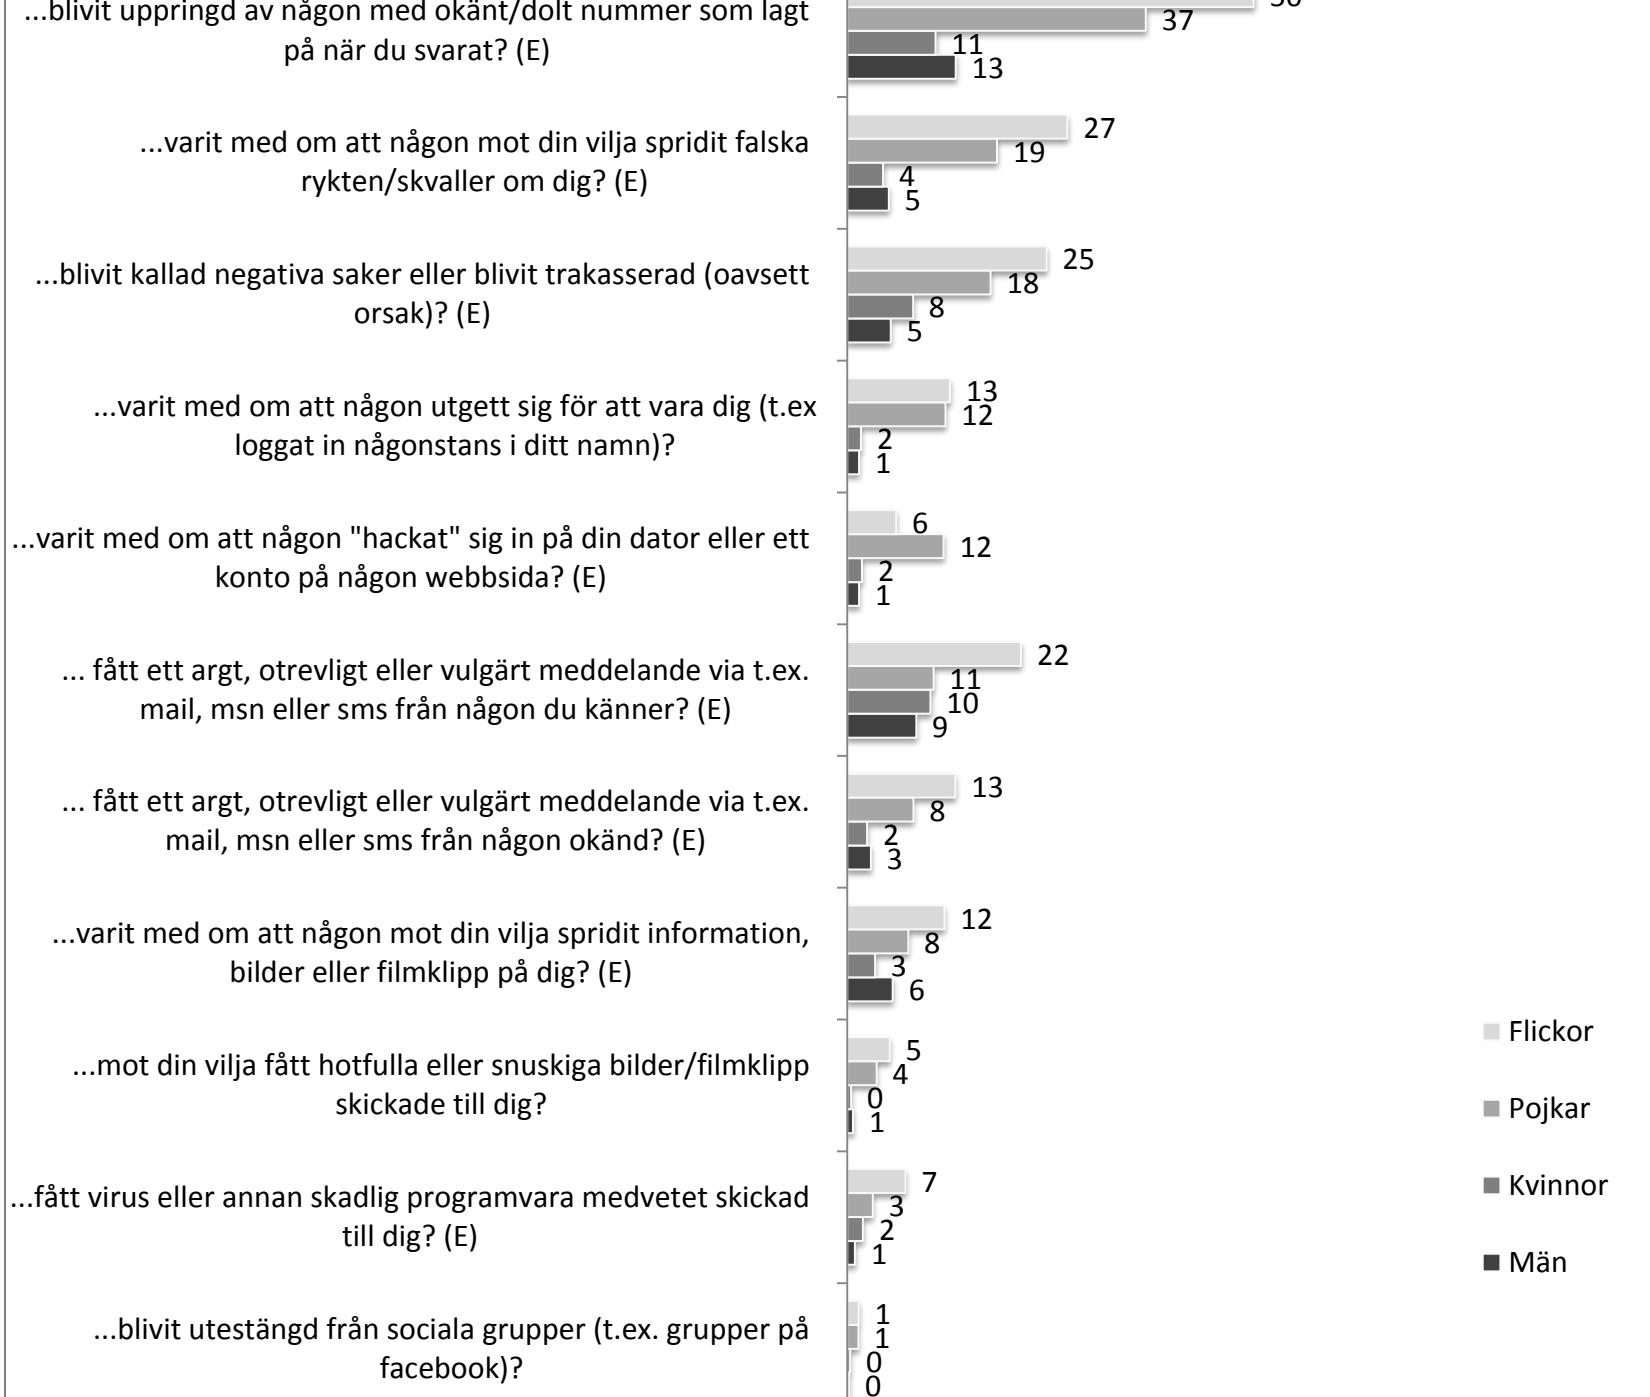 ...blivit uppringd av någon med okänt/dolt nummer som lagt
på när du svarat? (E)
37
11
13
...varit med om att någon mot din vilja spridit falska
rykten/skvaller om dig? (E)
27
19
4
5
...blivit kallad negativa saker eller blivit trakasserad (oavsett
orsak)? (E)
25
18
8
5
...varit med om att någon utgett sig för att vara dig (t.ex
loggat in någonstans i ditt namn)?
13
12
2
1
...varit med om att någon "hackat" sig in på din dator eller ett
konto på någon webbsida? (E)
6
12
2
1
... fått ett argt, otrevligt eller vulgärt meddelande via t.ex.
mail, msn eller sms från någon du känner? (E)
22
11
10
9
... fått ett argt, otrevligt eller vulgärt meddelande via t.ex.
mail, msn eller sms från någon okänd? (E)
13
8
2
3
...varit med om att någon mot din vilja spridit information,
bilder eller filmklipp på dig? (E)
12
8
3
6
...mot din vilja fått hotfulla eller snuskiga bilder/filmklipp
skickade till dig?
5
4
0
1
...fått virus eller annan skadlig programvara medvetet skickad
till dig? (E)
7
3
2
1
...blivit utestängd från sociala grupper (t.ex. grupper på
facebook)?
1
1
0
0
Flickor
Pojkar
Kvinnor
Män